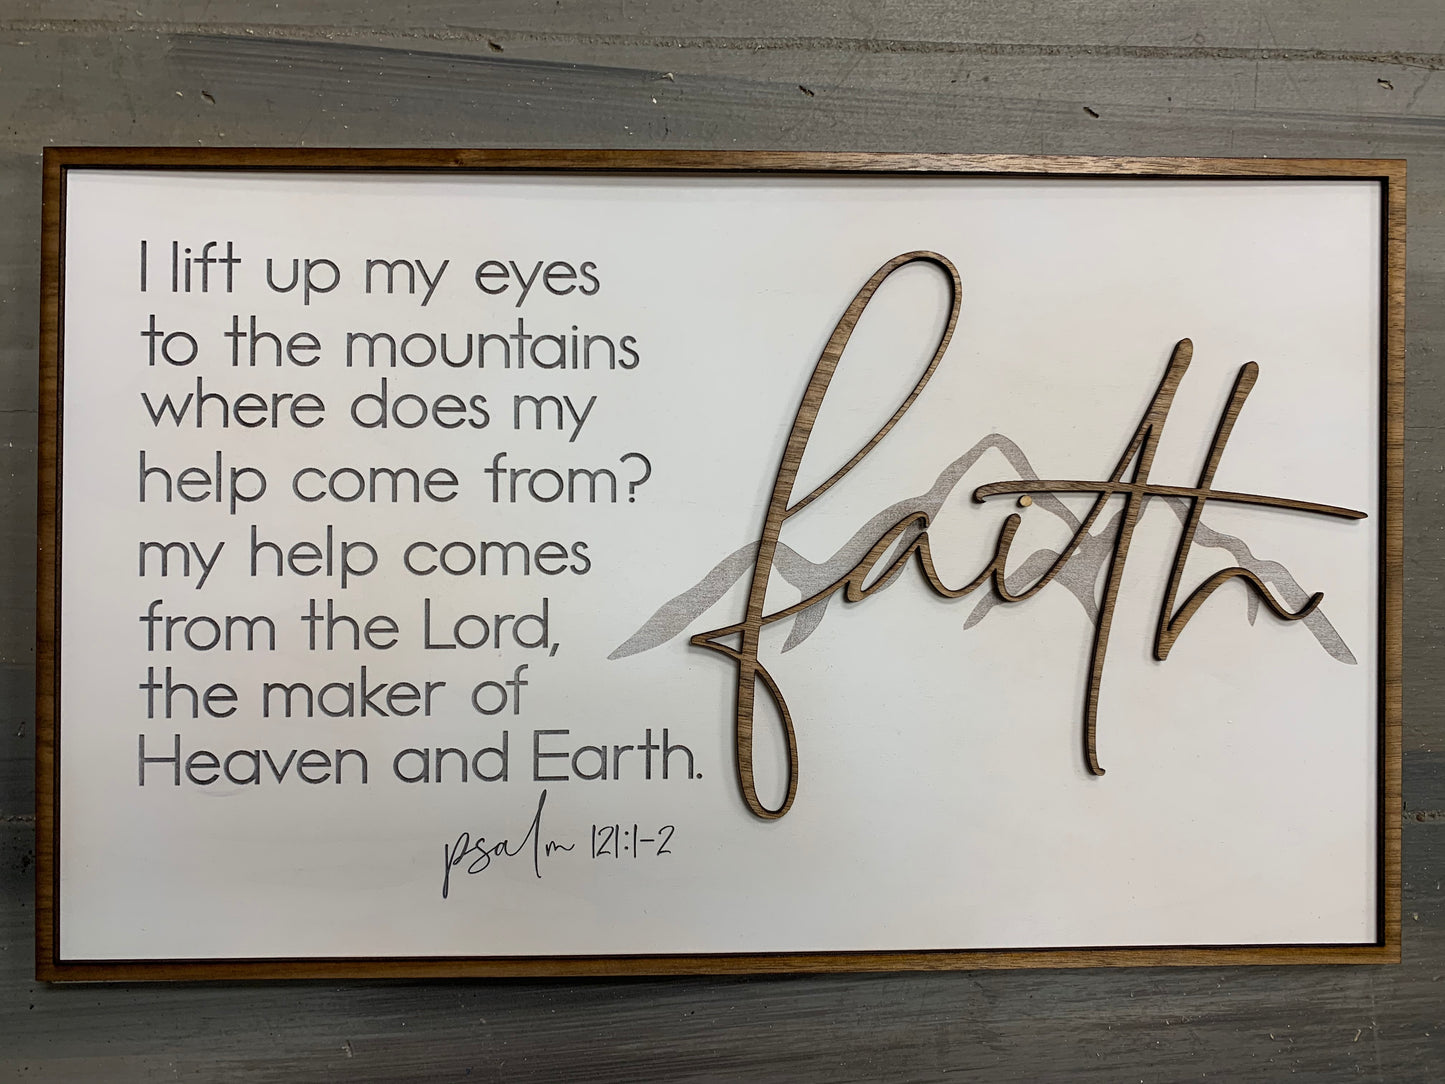 I lift up my eyes
to the mountains
where does my
help come from?
my help comes
from the Lord,
the maker of
Heaven and Earth.
psalm 121:1-2
faith